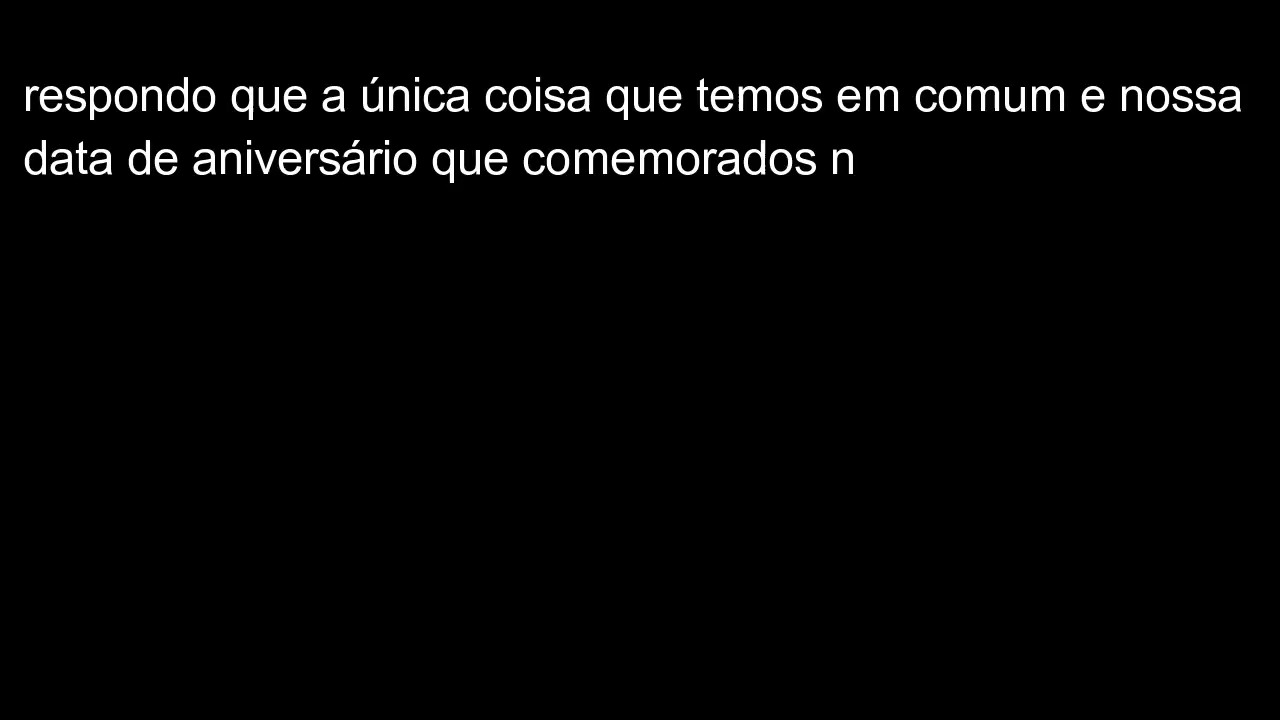 respondo que a única coisa que temos em comum e nossa
data de aniversário que comemorados n